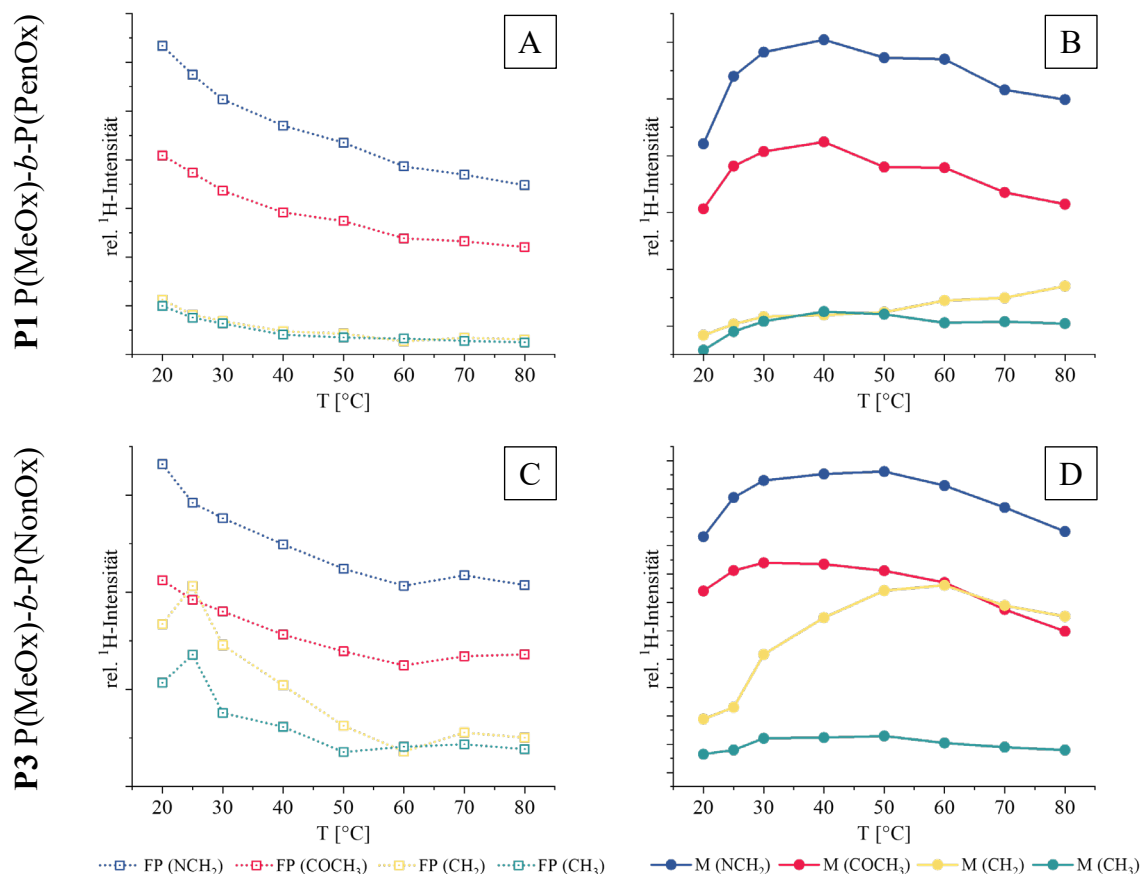 P1 P(MeOx)-b-P(PenOx)
A
rel. ¹H-Intensität
20 30 40 50 60 70 80
T [°C]
B
rel. ¹H-Intensität
20 30 40 50 60 70 80
T [°C]
P3 P(MeOx)-b-P(NonOx)
C
rel. ¹H-Intensität
20 30 40 50 60 70 80
T [°C]
D
rel. ¹H-Intensität
20 30 40 50 60 70 80
T [°C]
FP (NCH₂) FP (COCH₃) FP (CH₂) FP (CH₃)
M (NCH₂) M (COCH₃) M (CH₂) M (CH₃)